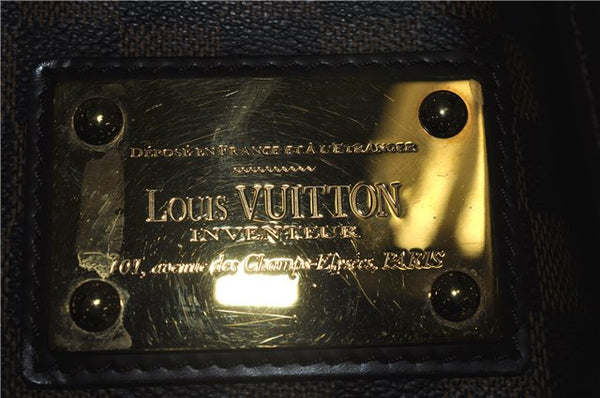 DÉPOSÉ EN FRANCE ET À L'ÉTRANGER
LOUIS VUITTON
INVENTEUR
101, avenue des Champs-Elysées, PARIS